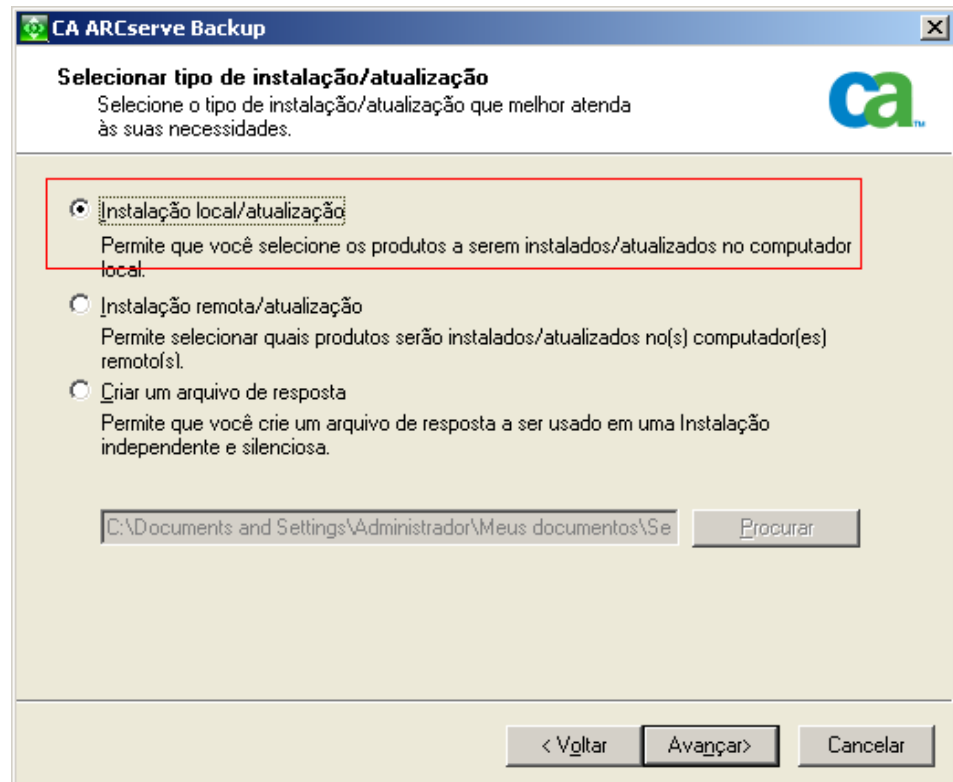 CA ARCserve Backup
Selecionar tipo de instalação/atualização
Selecione o tipo de instalação/atualização que melhor atenda
às suas necessidades.
ca
TM
Instalação local/atualização
Permite que você selecione os produtos a serem instalados/atualizados no computador
local.
Instalação remota/atualização
Permite selecionar quais produtos serão instalados/atualizados no(s) computador(es)
remoto(s).
Criar um arquivo de resposta
Permite que você crie um arquivo de resposta a ser usado em uma Instalação
independente e silenciosa.
C:\Documents and Settings\Administrador\Meus documentos\Se
Procurar
< Voltar
Avançar>
Cancelar